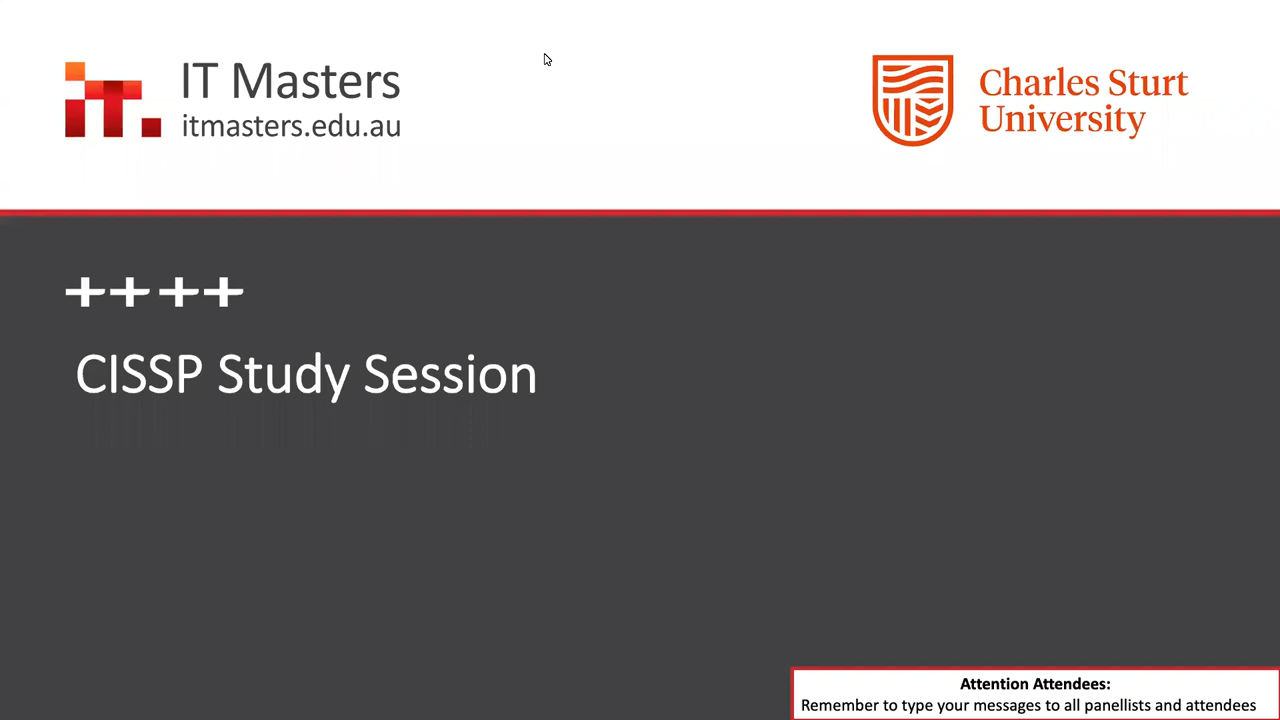 IT Masters
itmasters.edu.au
Charles Sturt
University
++++
CISSP Study Session
Attention Attendees:
Remember to type your messages to all panellists and attendees